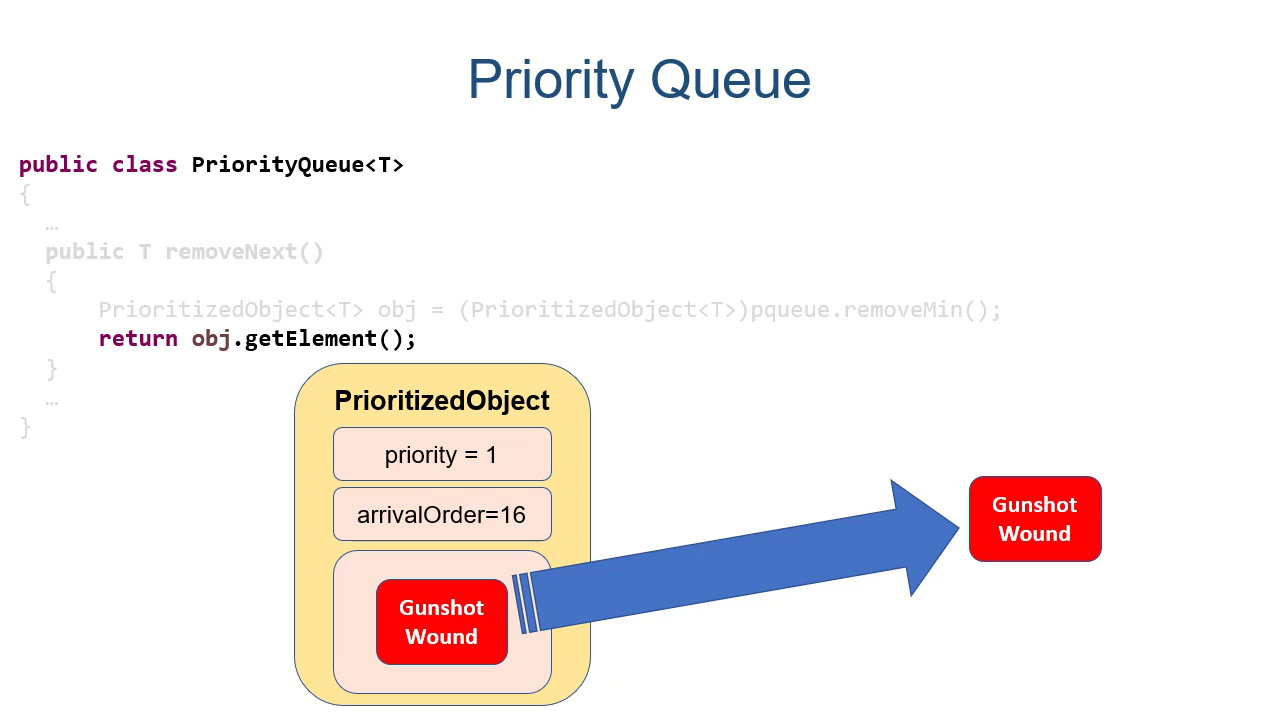 Priority Queue
public class PriorityQueue<T>
{
…
public T removeNext()
{
PrioritizedObject<T> obj = (PrioritizedObject<T>)pqueue.removeMin();
return obj.getElement();
}
…
}
PrioritizedObject
priority = 1
arrivalOrder=16
Gunshot
Wound
Gunshot
Wound